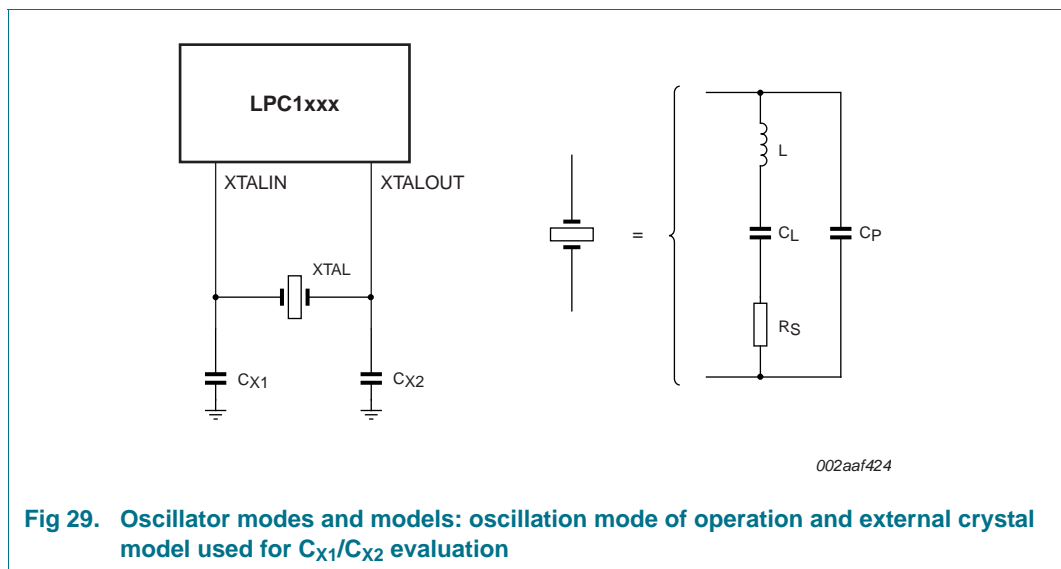 LPC1xxx
XTALIN
XTALOUT
XTAL
CX1
CX2
=
L
CL
CP
RS
002aaf424
Fig 29. Oscillator modes and models: oscillation mode of operation and external crystal
model used for CX1/CX2 evaluation